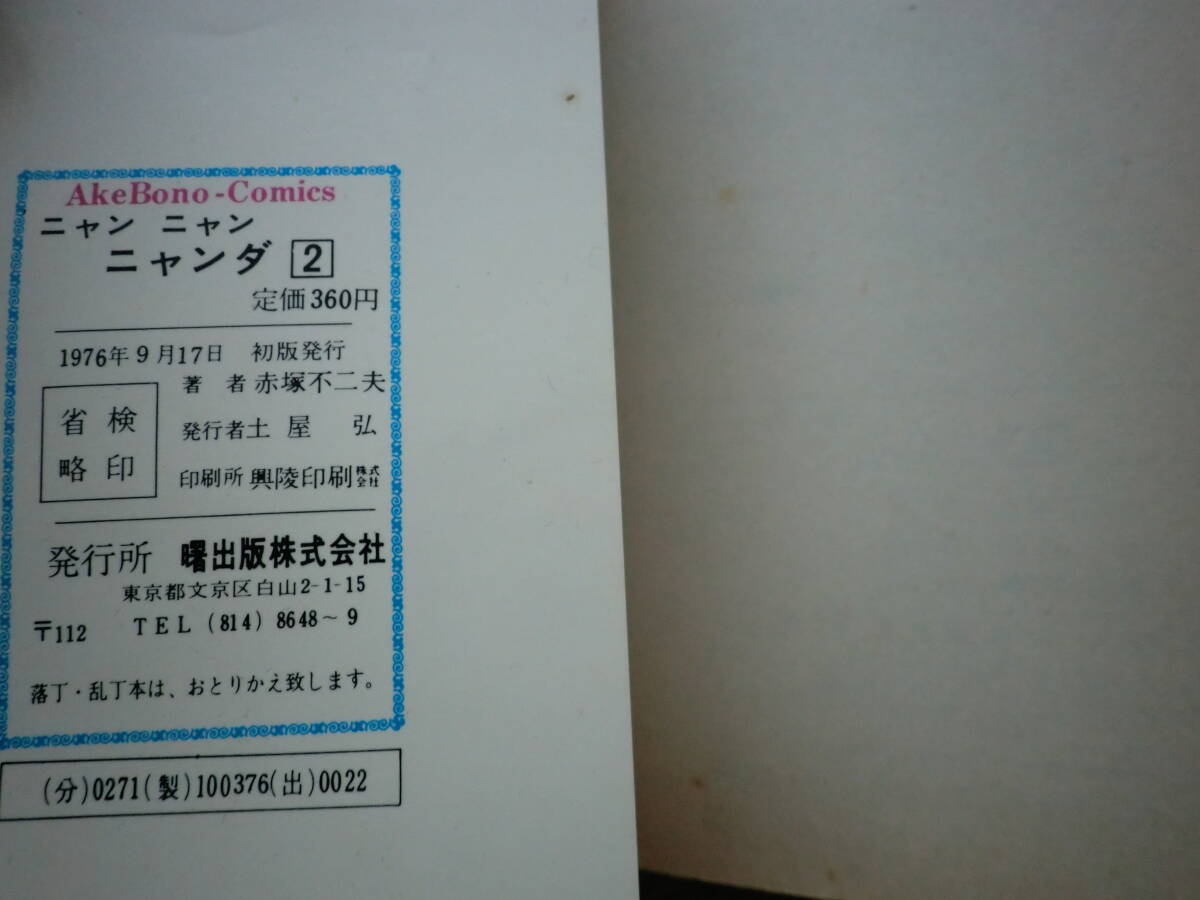 AkeBono-Comics
ニャン ニャン
ニャンダ 2
定価360円
1976年9月17日 初版発行
著 者 赤塚不二夫
発行者 土 屋 弘
印刷所 興陵印刷株式会社
省 検
略 印
発行所 曙出版株式会社
東京都文京区白山2-1-15
〒112 TEL (814) 8648〜9
落丁・乱丁本は、おとりかえ致します。
(分)0271(製)100376(出)0022